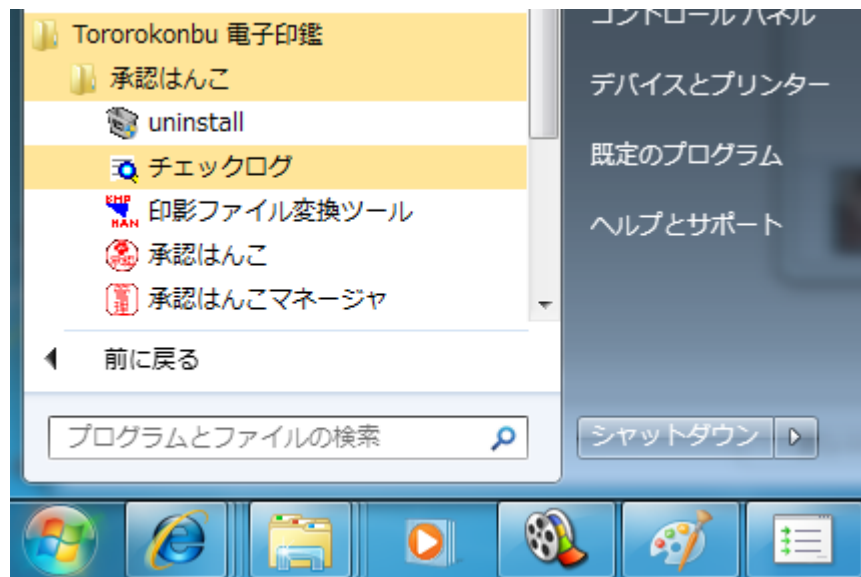 Tororokonbu 電子印鑑
承認はんこ
uninstall
チェックログ
印影ファイル変換ツール
承認はんこ
承認はんこマネージャ
前に戻る
プログラムとファイルの検索
コントロール パネル
デバイスとプリンター
既定のプログラム
ヘルプとサポート
シャットダウン